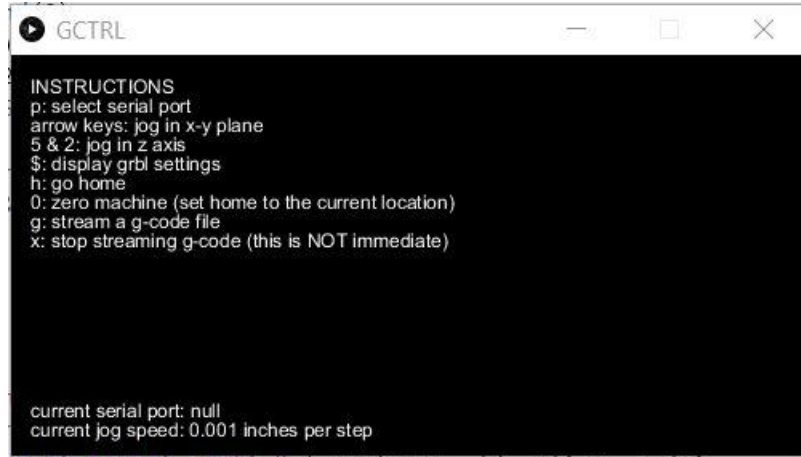 GCTRL
INSTRUCTIONS
p: select serial port
arrow keys: jog in x-y plane
5 & 2: jog in z axis
$: display grbl settings
h: go home
0: zero machine (set home to the current location)
g: stream a g-code file
x: stop streaming g-code (this is NOT immediate)
current serial port: null
current jog speed: 0.001 inches per step